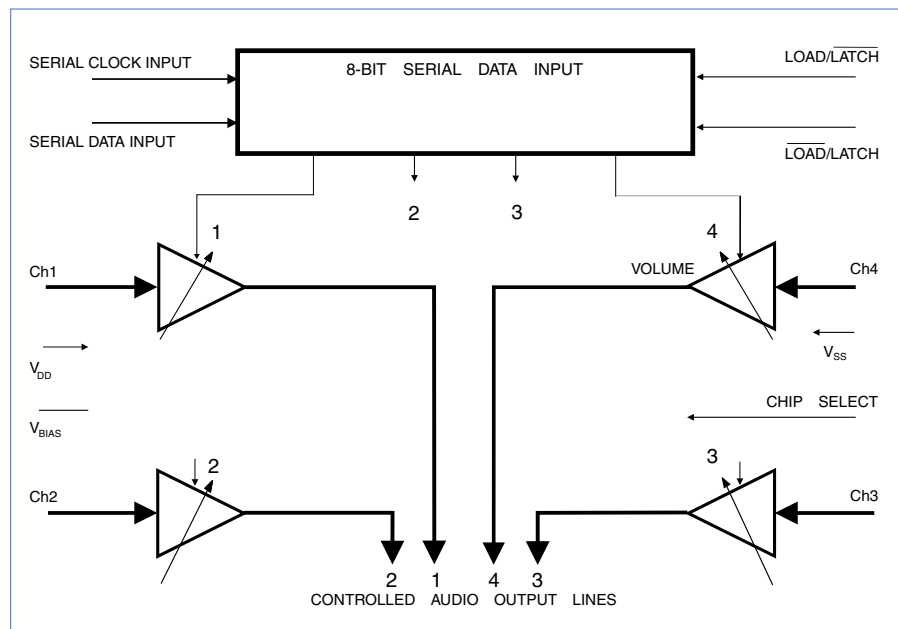 8-BIT SERIAL DATA INPUT
SERIAL CLOCK INPUT
LOAD/LATCH
SERIAL DATA INPUT
LOAD/LATCH
2
3
1
4
Ch1
VOLUME
Ch4
VDD
VSS
VBIAS
CHIP SELECT
2
3
Ch2
Ch3
2 1 4 3
CONTROLLED AUDIO OUTPUT LINES